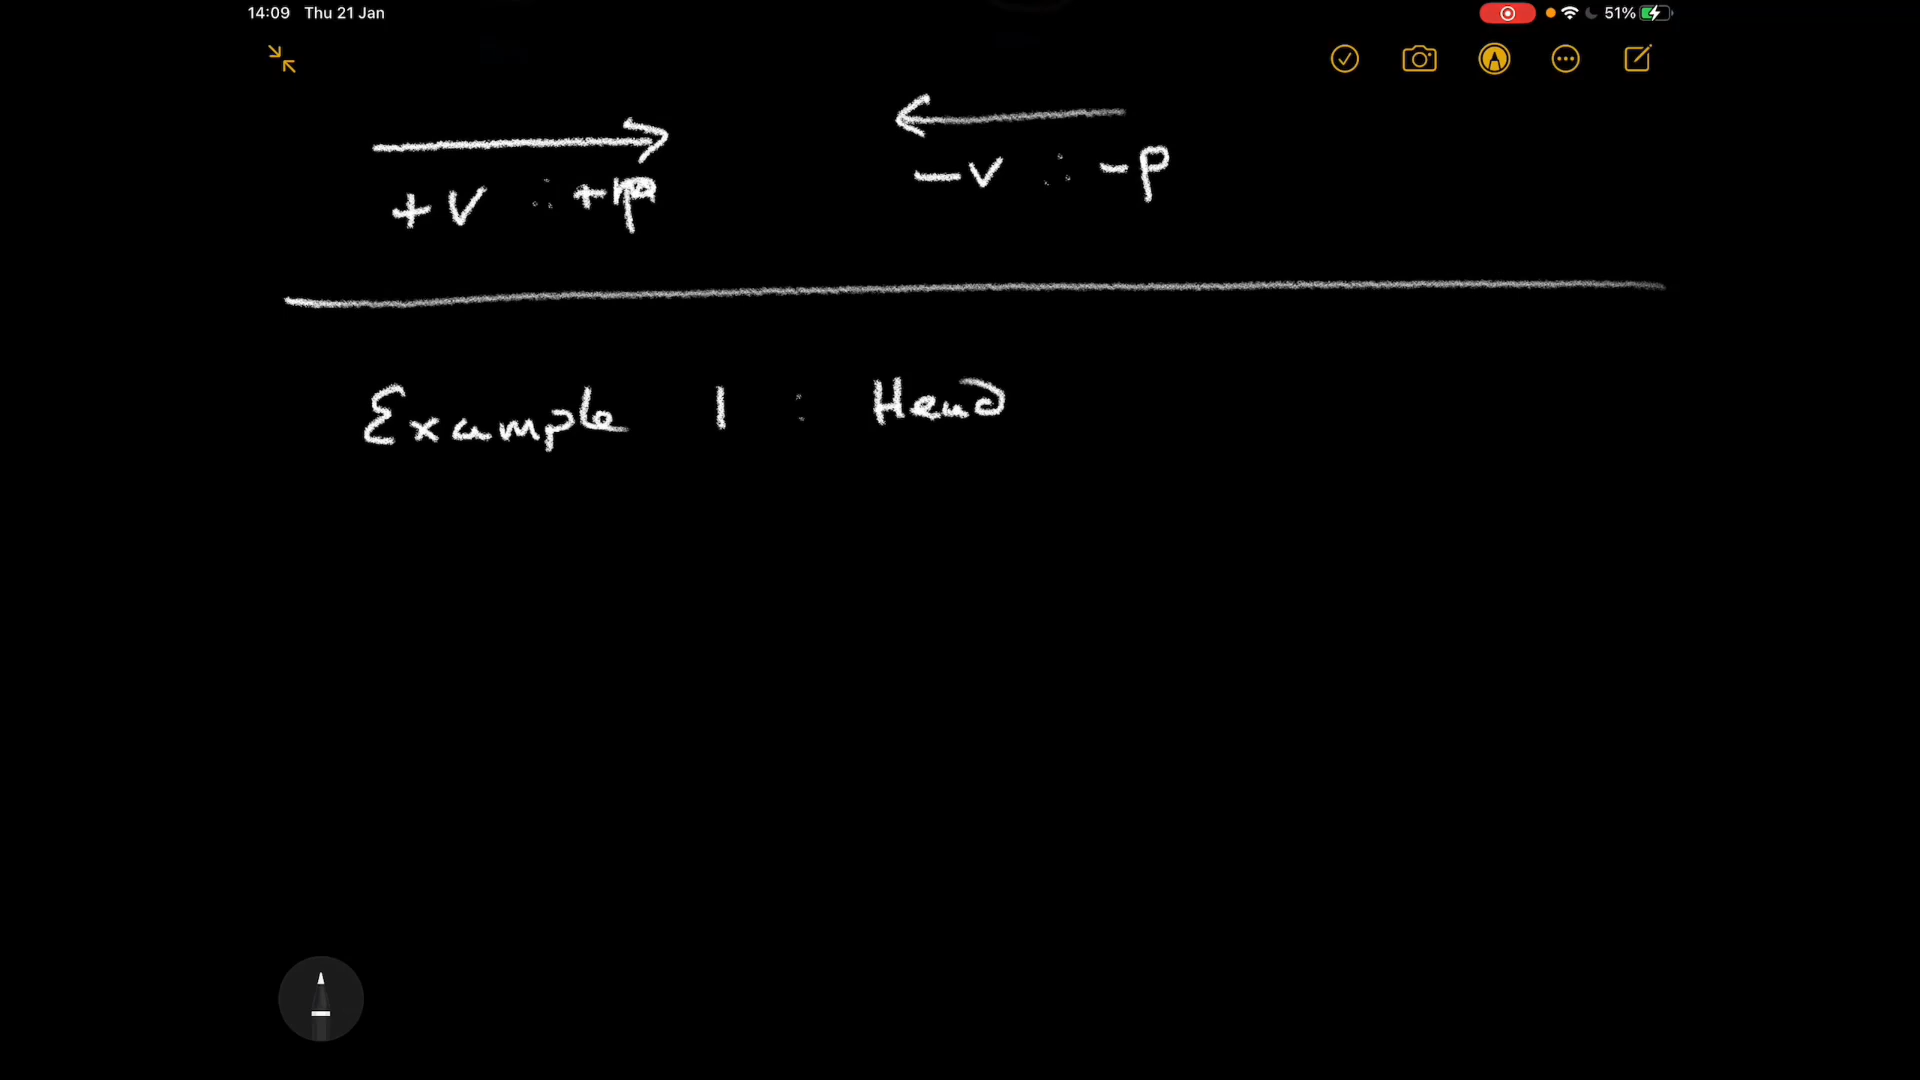 14:09 Thu 21 Jan 51%
+v ∴ +p
-v ∴ -p
Example 1 : Head